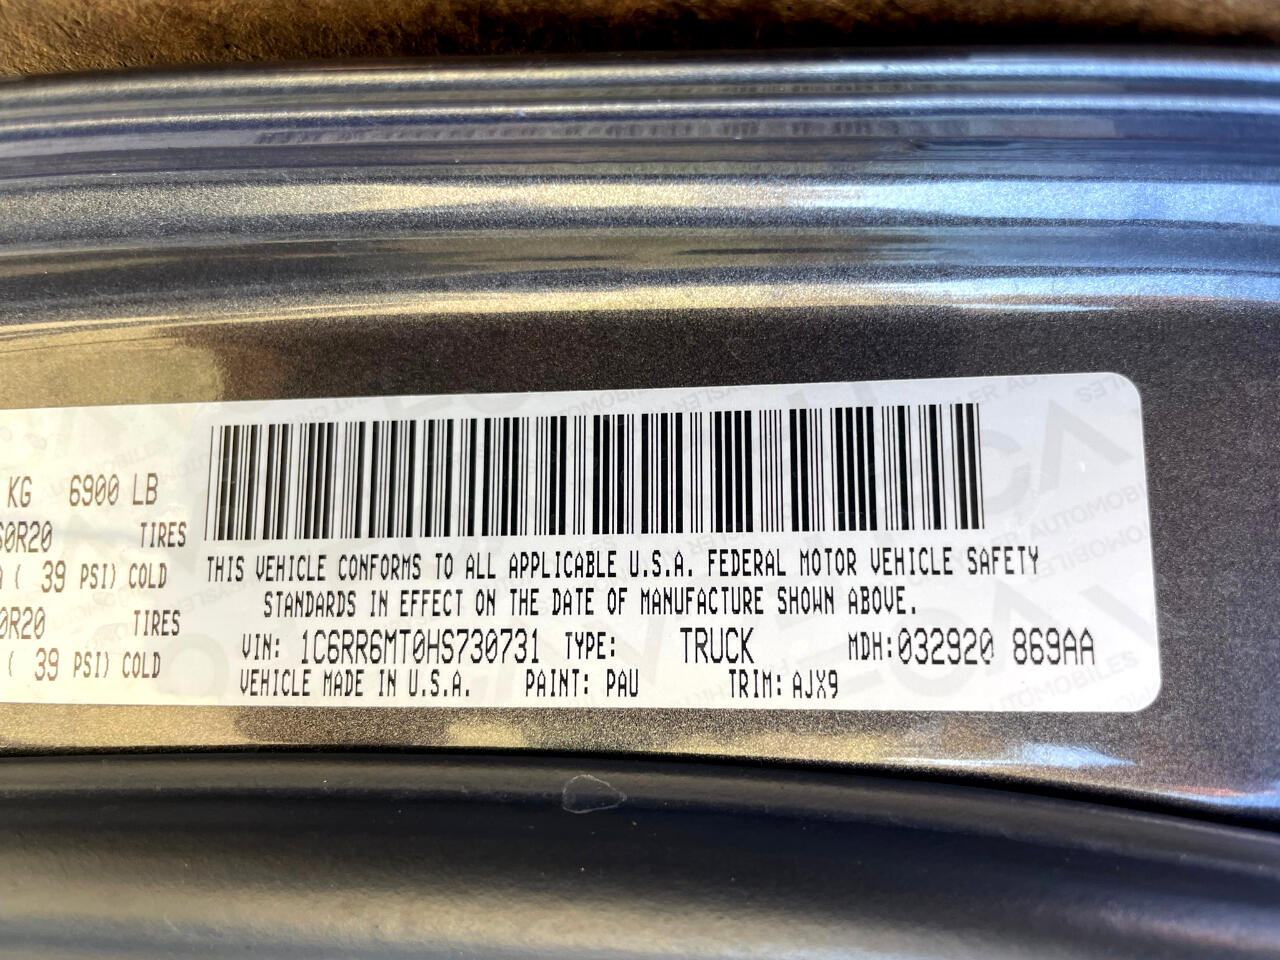 KG 6900 LB
60R20 TIRES
( 39 PSI) COLD
0R20 TIRES
( 39 PSI) COLD
THIS VEHICLE CONFORMS TO ALL APPLICABLE U.S.A. FEDERAL MOTOR VEHICLE SAFETY
STANDARDS IN EFFECT ON THE DATE OF MANUFACTURE SHOWN ABOVE.
VIN: 1C6RR6MT0HS730731 TYPE: TRUCK MDH: 032920 869AA
VEHICLE MADE IN U.S.A. PAINT: PAU TRIM: AJX9